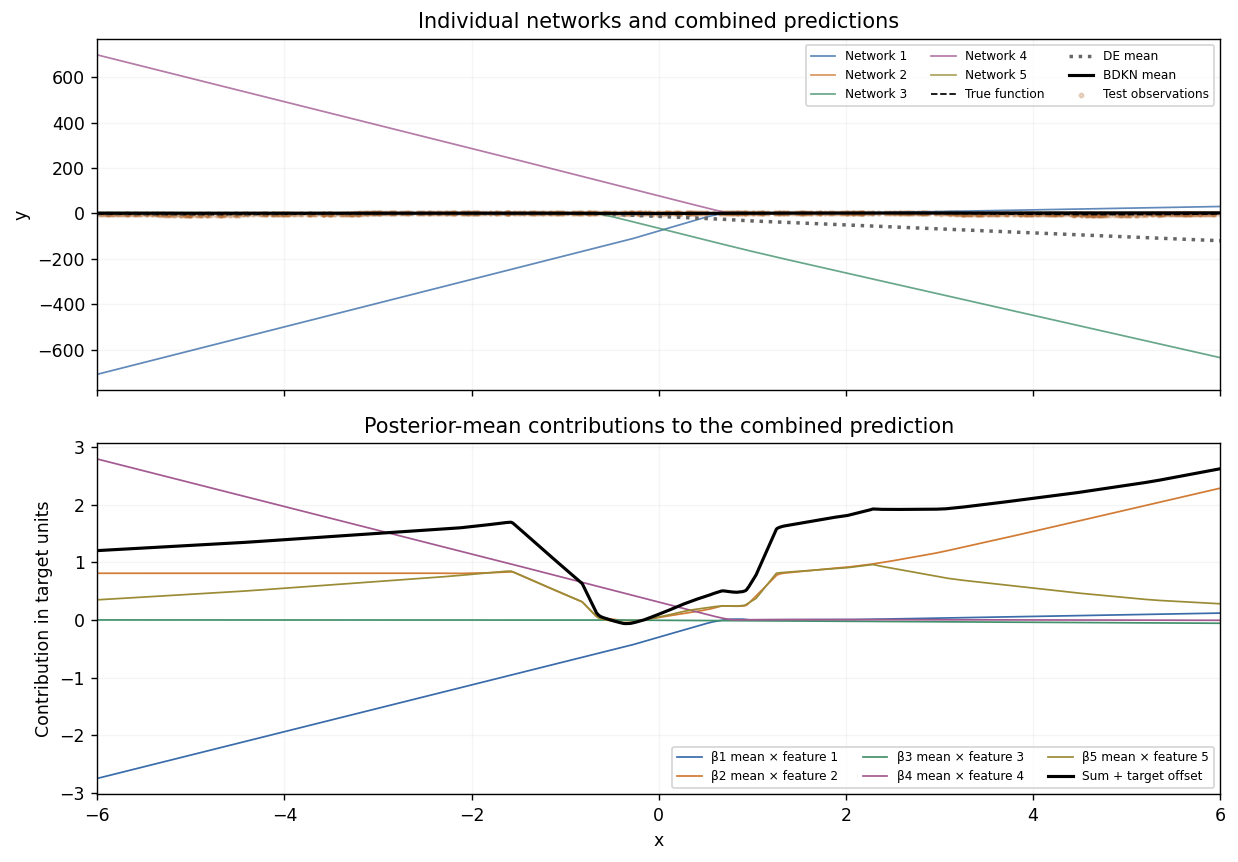 Individual networks and combined predictions
600
400
200
0
−200
−400
−600
y
Network 1
Network 2
Network 3
Network 4
Network 5
True function
DE mean
BDKN mean
Test observations
Posterior-mean contributions to the combined prediction
3
2
1
0
−1
−2
−3
Contribution in target units
β1 mean × feature 1
β2 mean × feature 2
β3 mean × feature 3
β4 mean × feature 4
β5 mean × feature 5
Sum + target offset
−6 −4 −2 0 2 4 6
x